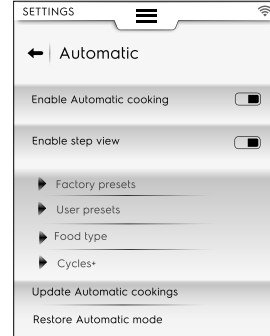 SETTINGS
Automatic
Enable Automatic cooking
Enable step view
Factory presets
User presets
Food type
Cycles+
Update Automatic cookings
Restore Automatic mode